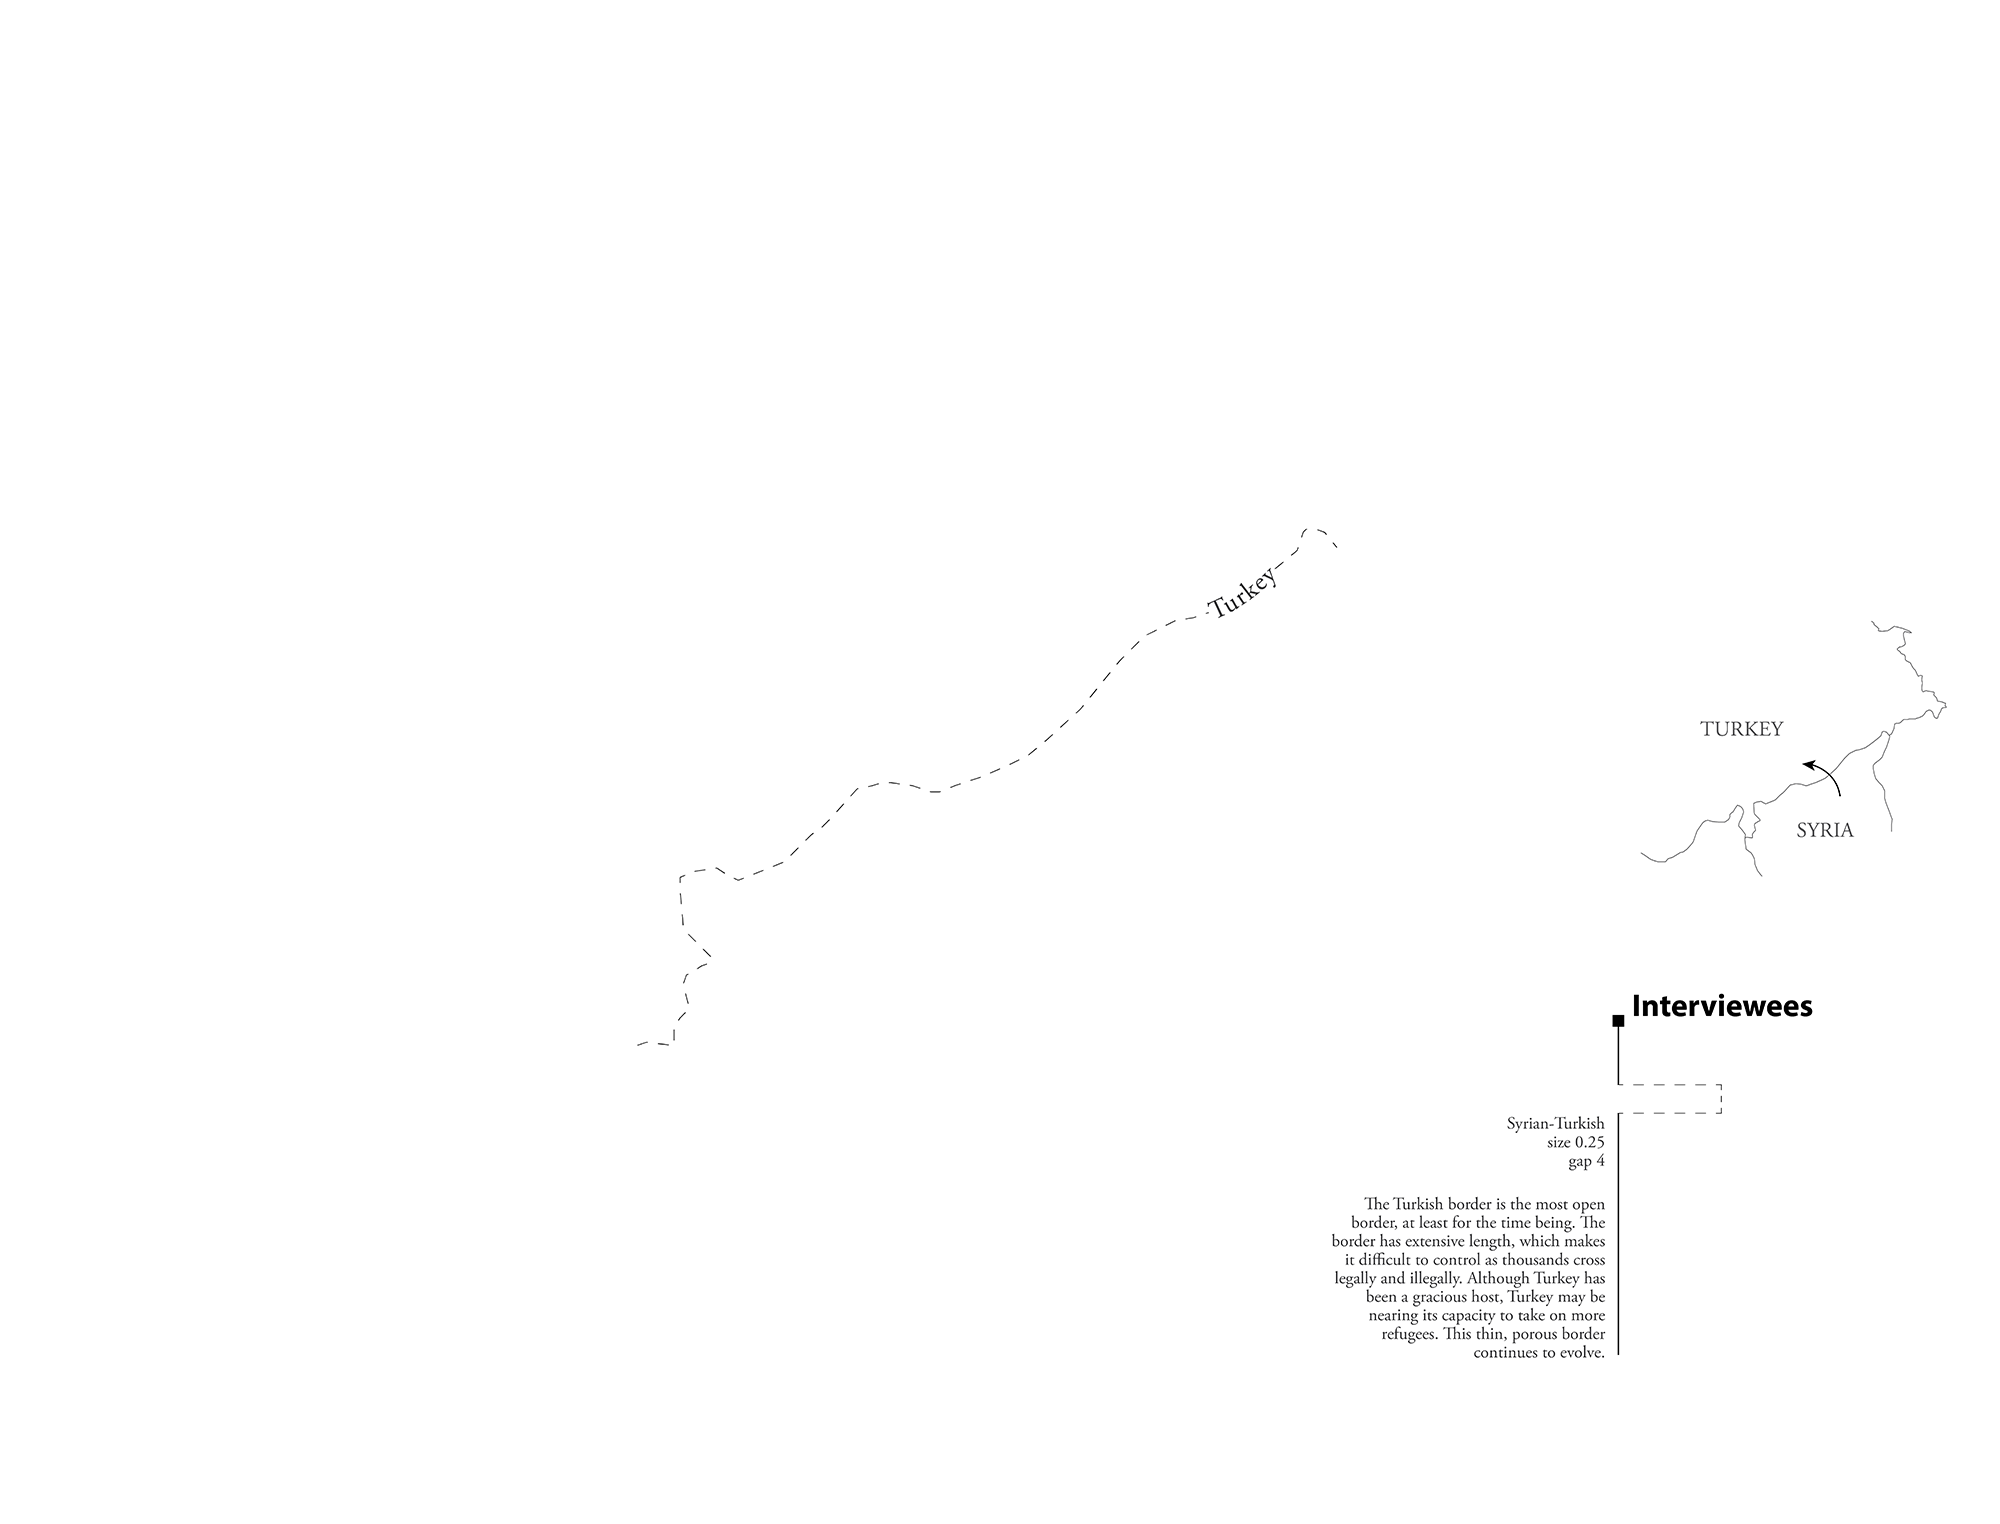 Turkey
TURKEY
SYRIA
Interviewees
Syrian-Turkish
size 0.25
gap 4
The Turkish border is the most open
border, at least for the time being. The
border has extensive length, which makes
it difficult to control as thousands cross
legally and illegally. Although Turkey has
been a gracious host, Turkey may be
nearing its capacity to take on more
refugees. This thin, porous border
continues to evolve.